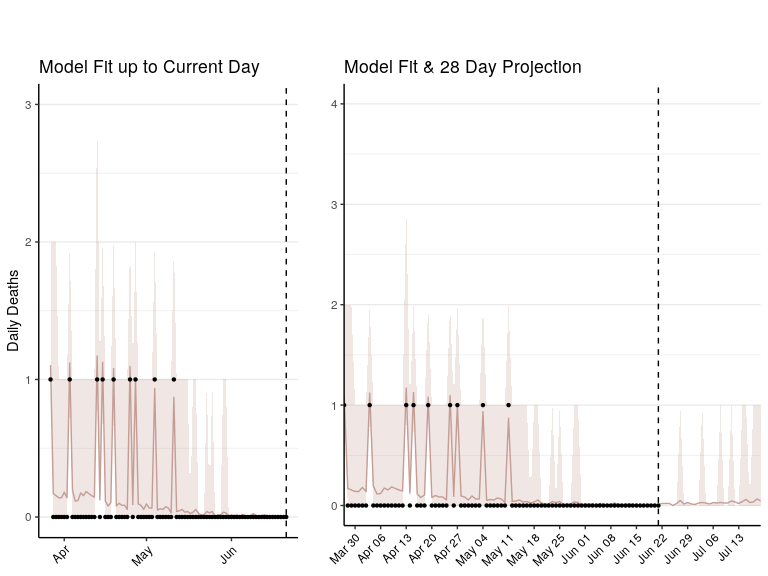 Model Fit up to Current Day
Daily Deaths
3
2
1
0
Apr
May
Jun
Model Fit & 28 Day Projection
4
3
2
1
0
Mar 30
Apr 06
Apr 13
Apr 20
Apr 27
May 04
May 11
May 18
May 25
Jun 01
Jun 08
Jun 15
Jun 22
Jun 29
Jul 06
Jul 13